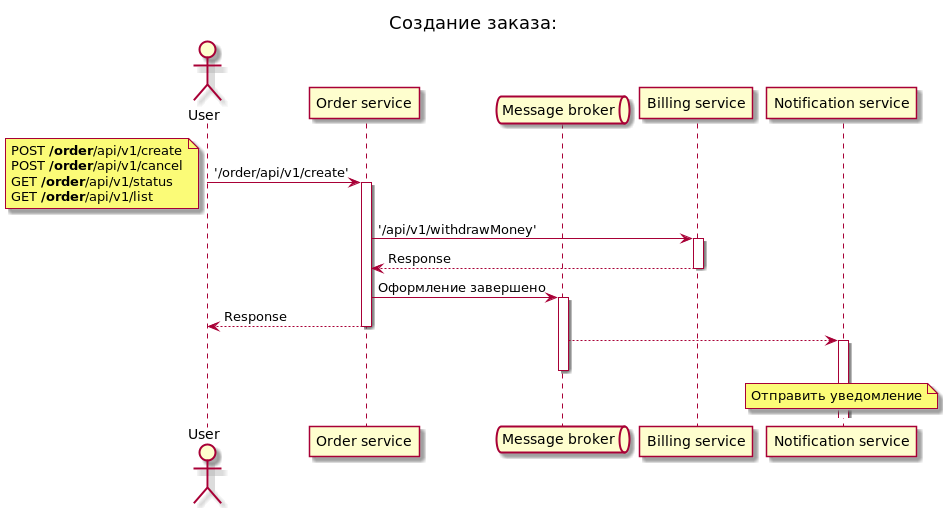 Создание заказа:
User
Order service
Message broker
Billing service
Notification service
POST /order/api/v1/create
POST /order/api/v1/cancel
GET /order/api/v1/status
GET /order/api/v1/list
'/order/api/v1/create'
'/api/v1/withdrawMoney'
Response
Оформление завершено
Response
Отправить уведомление
User
Order service
Message broker
Billing service
Notification service